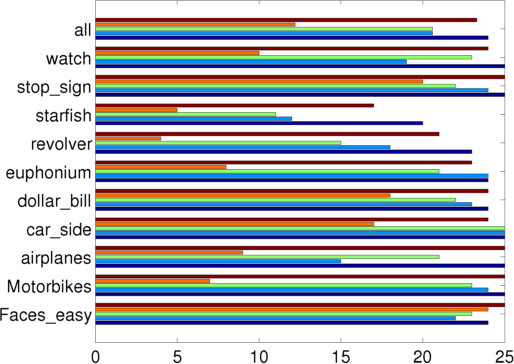 all
watch
stop_sign
starfish
revolver
euphonium
dollar_bill
car_side
airplanes
Motorbikes
Faces_easy
0 5 10 15 20 25